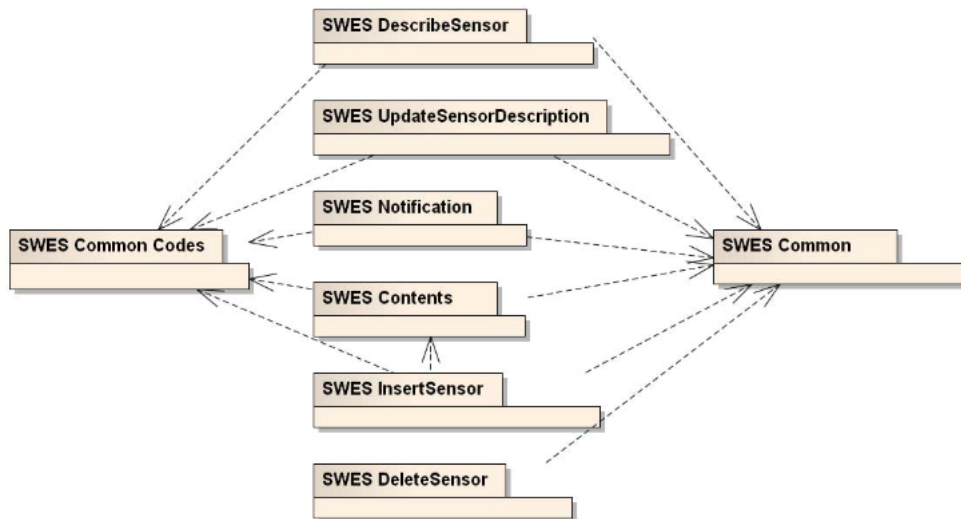 SWES DescribeSensor
SWES UpdateSensorDescription
SWES Notification
SWES Common Codes
SWES Common
SWES Contents
SWES InsertSensor
SWES DeleteSensor